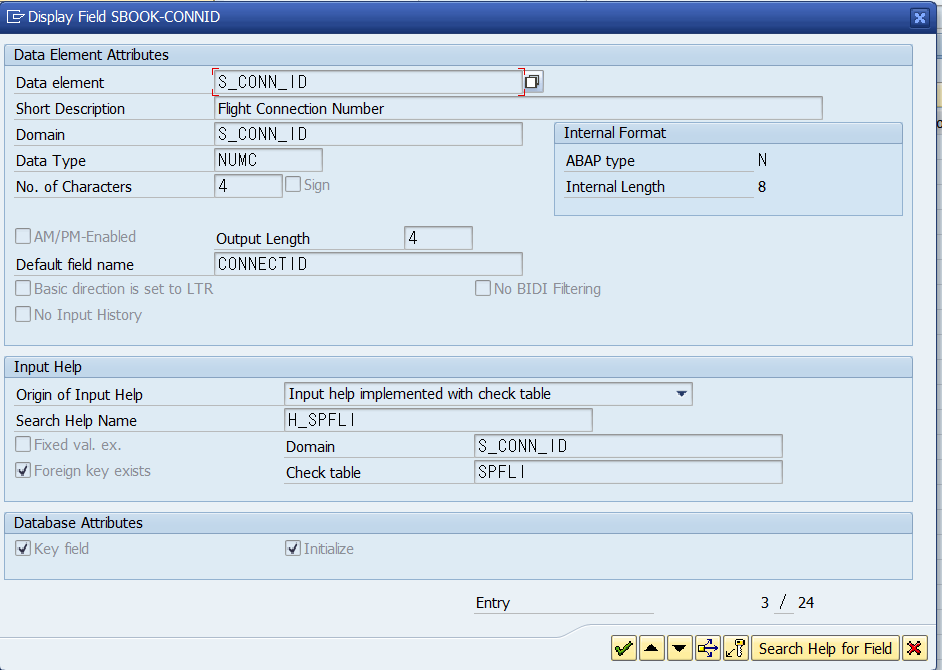 Display Field SBOOK-CONNID
Data Element Attributes
Data element S_CONN_ID
Short Description Flight Connection Number
Domain S_CONN_ID
Internal Format
Data Type NUMC
ABAP type N
No. of Characters 4 Sign
Internal Length 8
AM/PM-Enabled Output Length 4
Default field name CONNECTID
Basic direction is set to LTR No BIDI Filtering
No Input History
Input Help
Origin of Input Help Input help implemented with check table
Search Help Name H_SPFLI
Fixed val. ex. Domain S_CONN_ID
Foreign key exists Check table SPFLI
Database Attributes
Key field Initialize
Entry 3 / 24
Search Help for Field